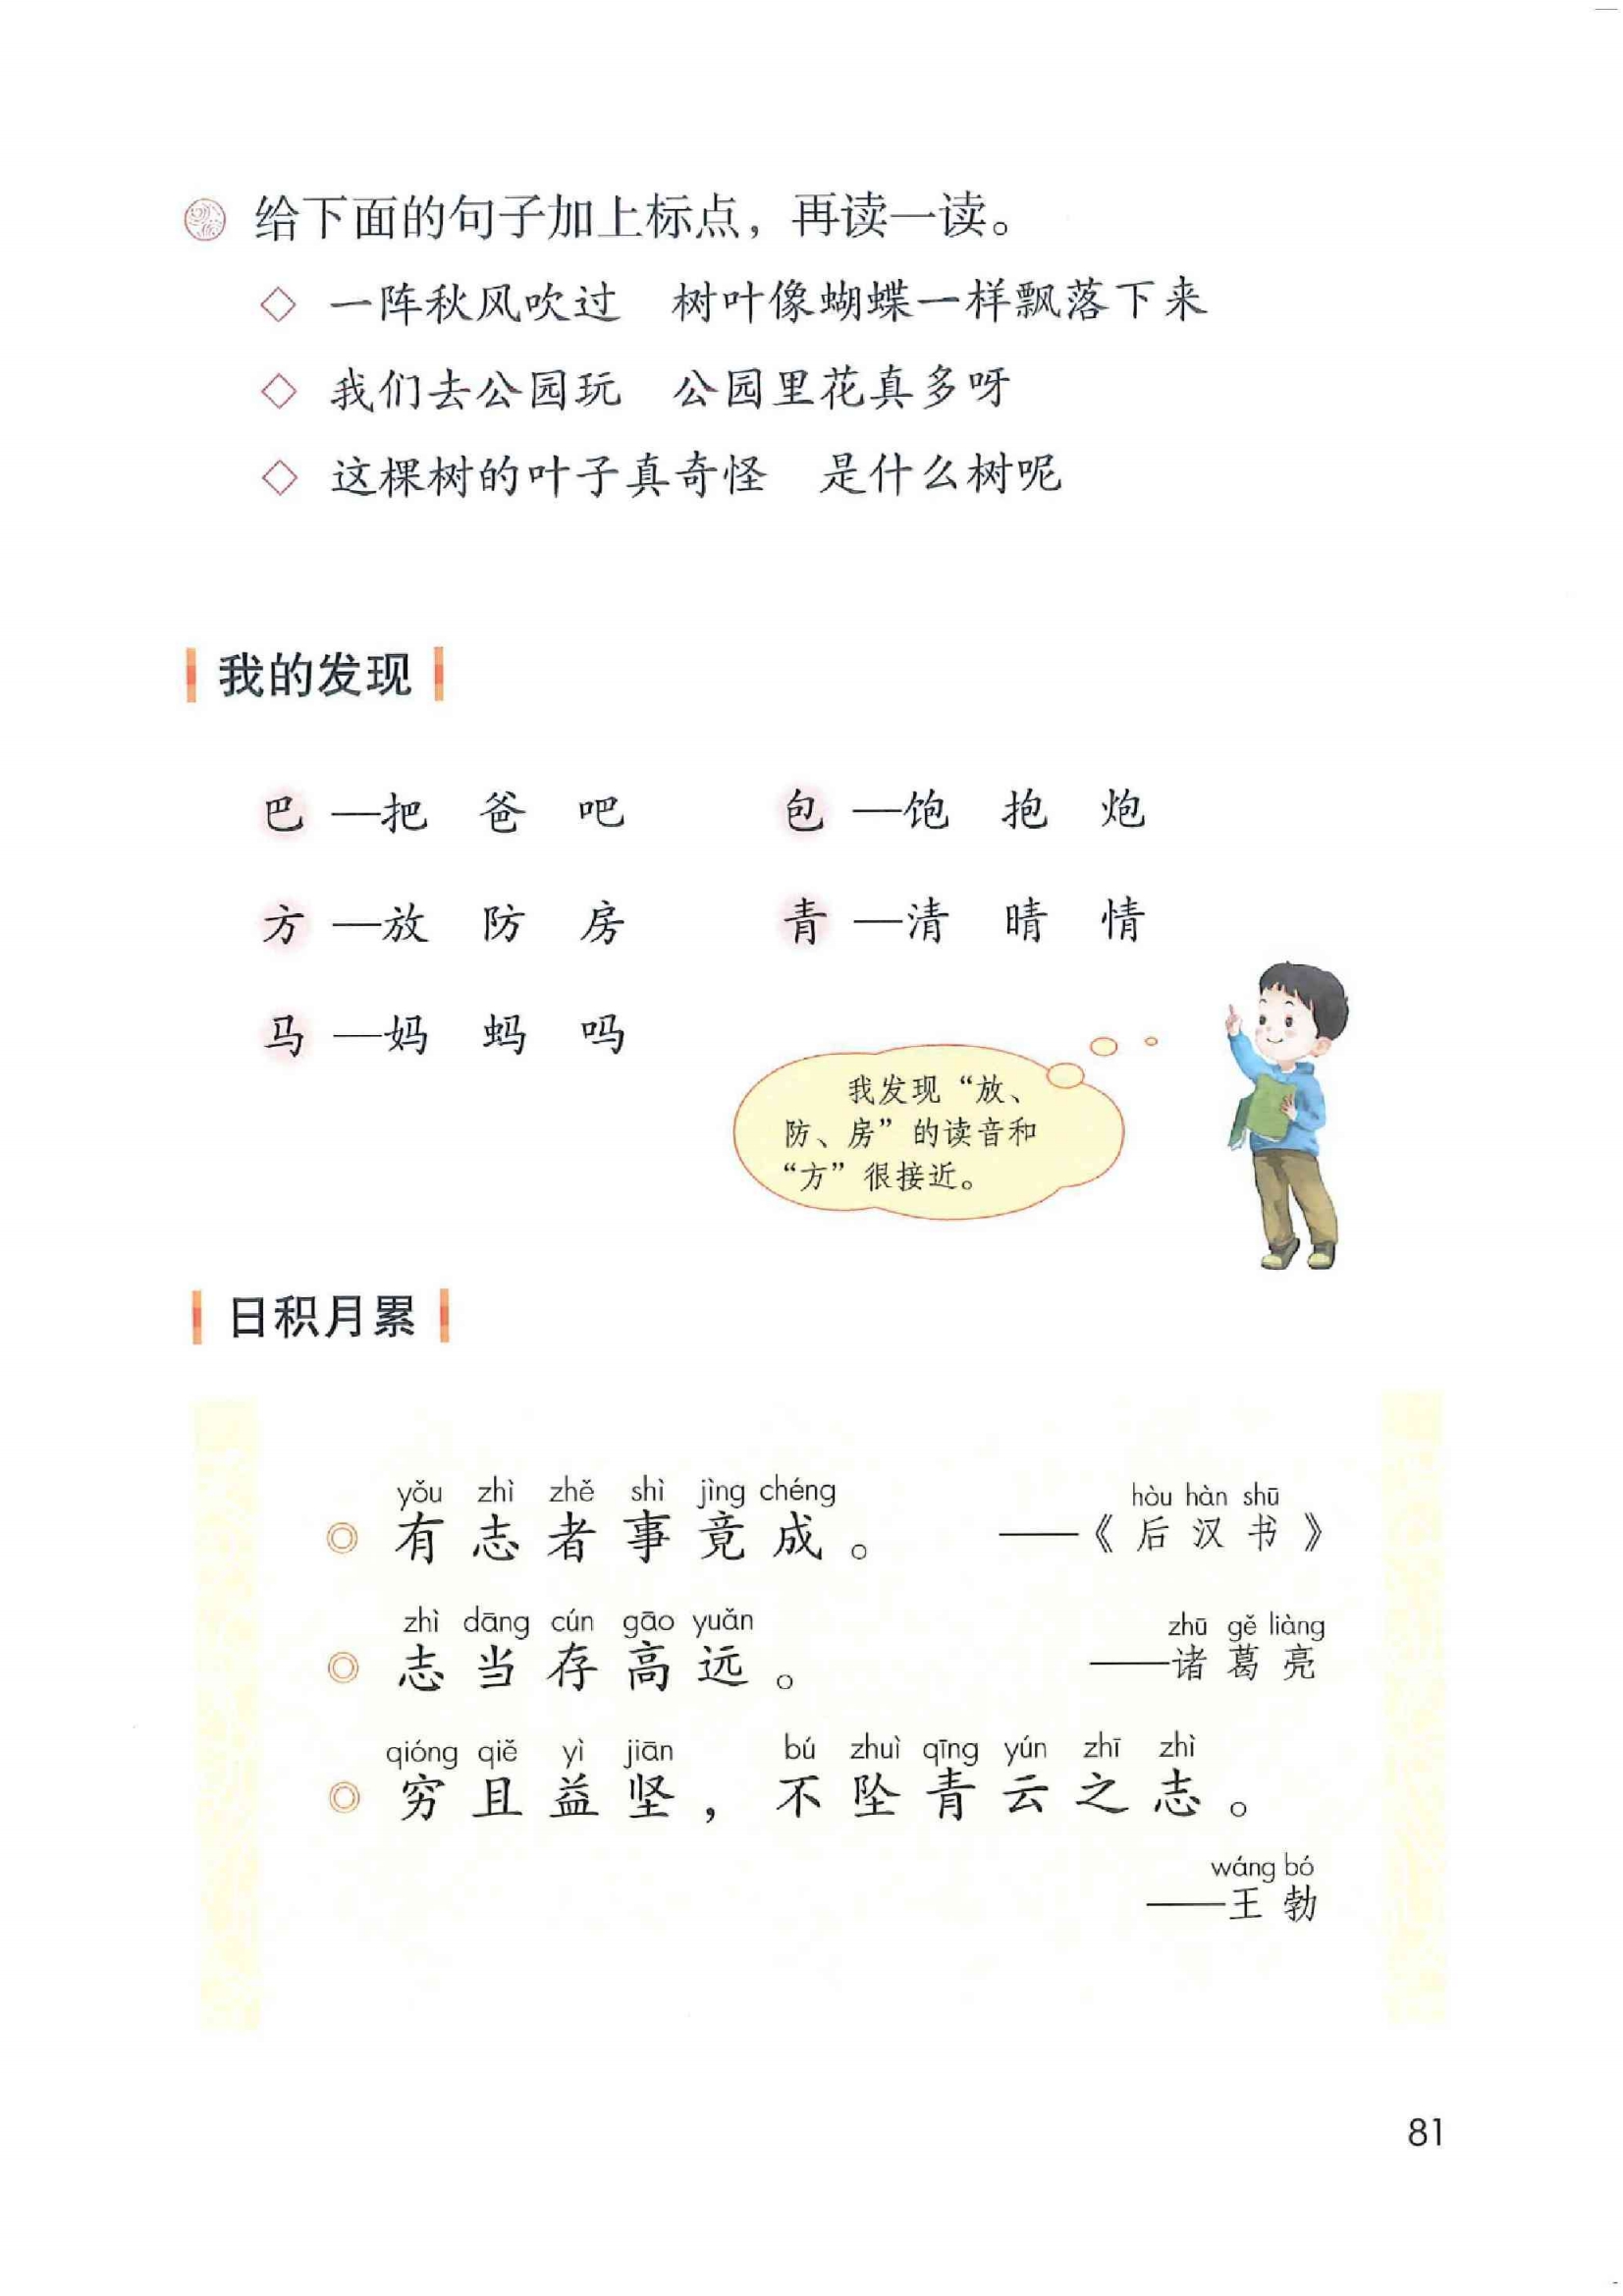 给下面的句子加上标点，再读一读。
一阵秋风吹过　树叶像蝴蝶一样飘落下来
我们去公园玩　公园里花真多呀
这棵树的叶子真奇怪　是什么树呢
我的发现
巴—把　爸　吧　　包—饱　抱　炮
方—放　防　房　　青—清　晴　情
马—妈　蚂　吗
我发现“放、
防、房”的读音和
“方”很接近。
日积月累
yǒu zhì zhě shì jìng chéng　　hòu hàn shū
有志者事竟成。　　——《后汉书》
zhì dāng cún gāo yuǎn　　zhū gě liàng
志当存高远。　　——诸葛亮
qióng qiě yì jiān　bú zhuì qīng yún zhī zhì
穷且益坚，不坠青云之志。
wáng bó
——王勃
81